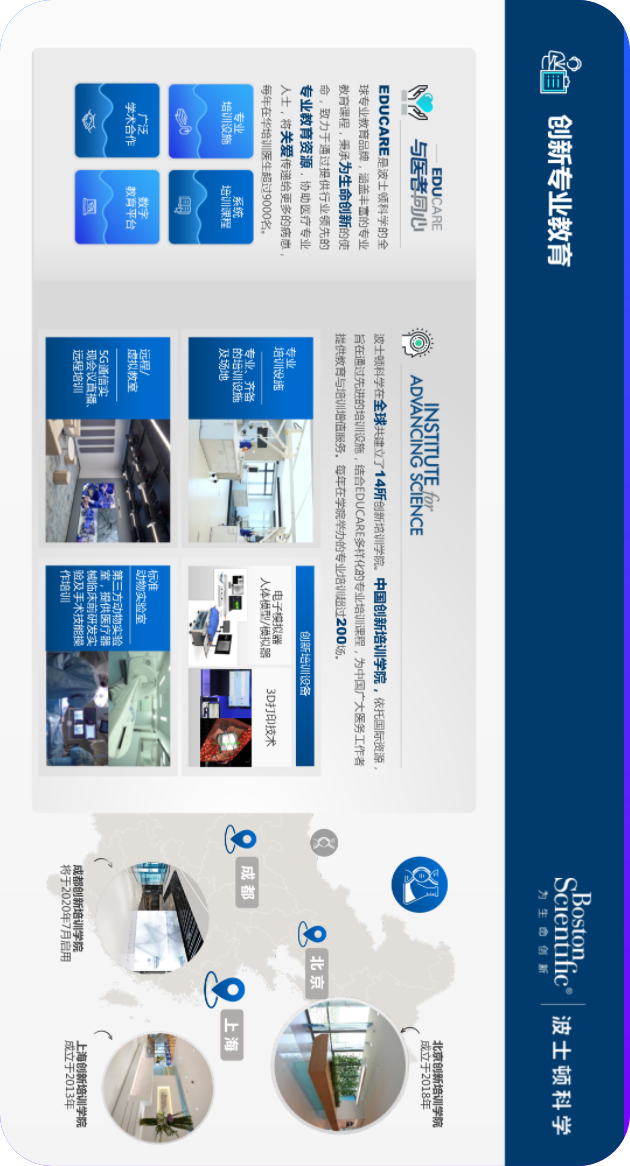 创新专业教育
Boston
Scientific®
为生命创新
波士顿科学
EDUCARE
与医者同心
EDUCARE是波士顿科学的全
球专业教育品牌，涵盖丰富的专业
教育课程，秉承为生命创新的使
命，致力于通过提供行业领先的
专业教育资源，协助医疗专业
人士，将关爱传递给更多的病患，
每年在华培训医生超过9000名。
专业
培训设施
系统
培训课程
广泛
学术合作
数字
教育平台
INSTITUTE for
ADVANCING SCIENCE
波士顿科学在全球共建立了14所创新培训学院。中国创新培训学院，依托国际资源，
旨在通过先进的培训设施，结合EDUCARE多样化的专业培训课程，为中国广大医务工作者
提供教育与培训增值服务。每年在学院举办的专业培训超过200场。
专业
培训设施
专业、齐备
的培训设施
及场地
创新培训设备
电子模拟器
人体模型/模拟器
3D打印技术
远程/
虚拟教室
5G通信实
现会议直播、
远程培训
标准
动物实验室
第三方动物实验
室，提供医疗器
械临床前研发实
验及手术技能操
作培训
北京
成都
上海
北京创新培训学院
成立于2018年
成都创新培训学院
将于2020年7月启用
上海创新培训学院
成立于2013年